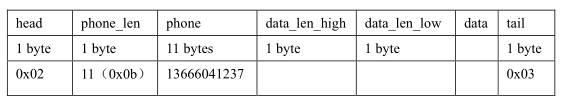 head phone_len phone data_len_high data_len_low data tail
1 byte 1 byte 11 bytes 1 byte 1 byte 1 byte
0x02 11（0x0b） 13666041237 0x03